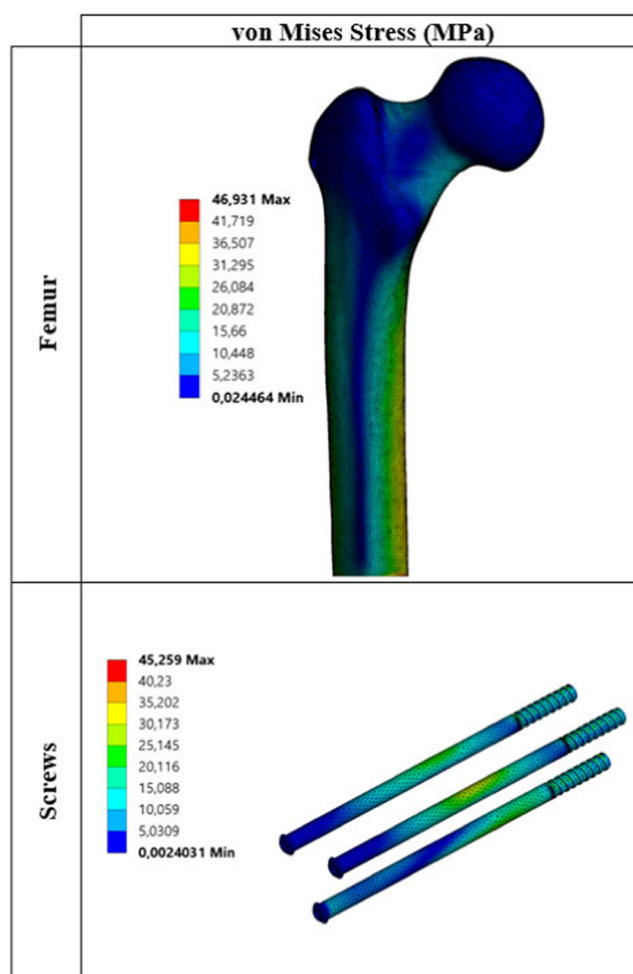 von Mises Stress (MPa)
Femur
46,931 Max
41,719
36,507
31,295
26,084
20,872
15,66
10,448
5,2363
0,024464 Min
Screws
45,259 Max
40,23
35,202
30,173
25,145
20,116
15,088
10,059
5,0309
0,0024031 Min